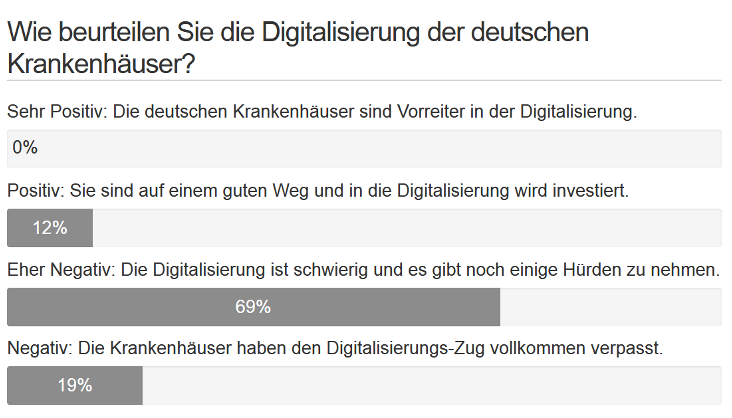 Wie beurteilen Sie die Digitalisierung der deutschen
Krankenhäuser?
Sehr Positiv: Die deutschen Krankenhäuser sind Vorreiter in der Digitalisierung.
0%
Positiv: Sie sind auf einem guten Weg und in die Digitalisierung wird investiert.
12%
Eher Negativ: Die Digitalisierung ist schwierig und es gibt noch einige Hürden zu nehmen.
69%
Negativ: Die Krankenhäuser haben den Digitalisierungs-Zug vollkommen verpasst.
19%